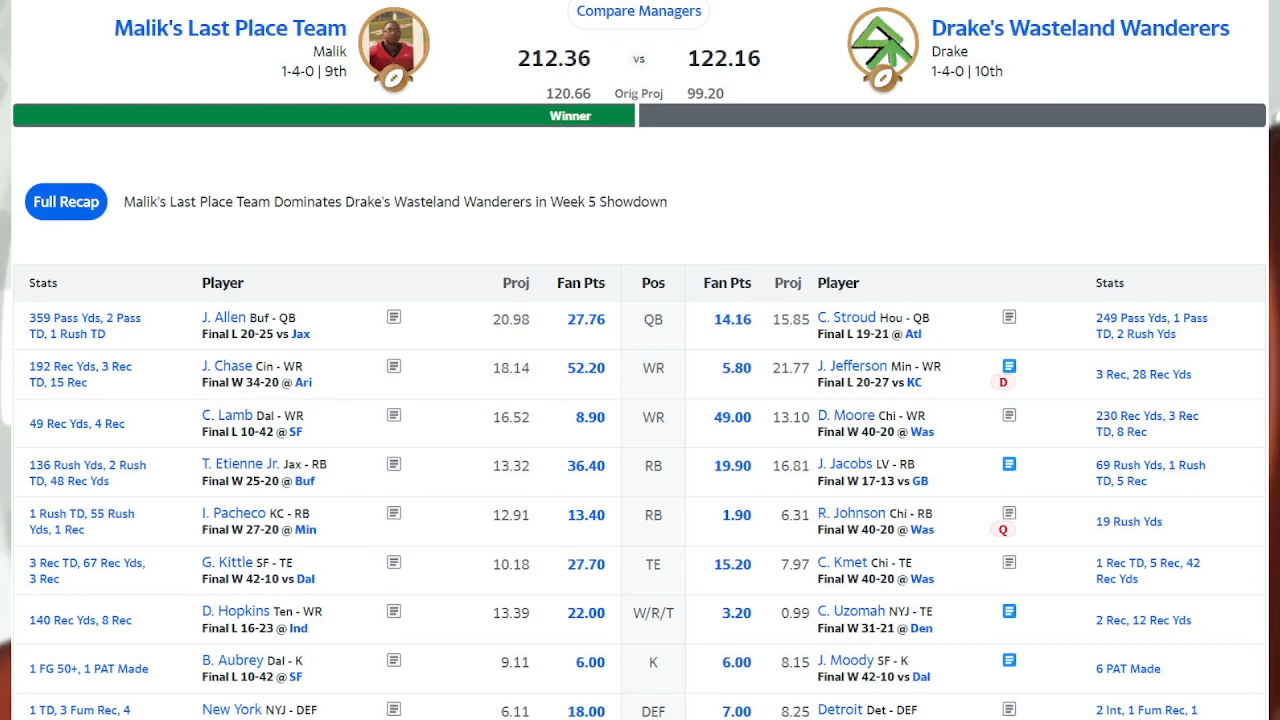 Compare Managers
Malik's Last Place Team
Malik
1-4-0 | 9th
212.36 vs 122.16
120.66 Orig Proj 99.20
Drake's Wasteland Wanderers
Drake
1-4-0 | 10th
Winner
Full Recap Malik's Last Place Team Dominates Drake's Wasteland Wanderers in Week 5 Showdown
Stats Player Proj Fan Pts Pos Fan Pts Proj Player Stats
359 Pass Yds, 2 Pass J. Allen Buf - QB 20.98 27.76 QB 14.16 15.85 C. Stroud Hou - QB 249 Pass Yds, 1 Pass
TD, 1 Rush TD Final L 20-25 vs Jax Final L 19-21 @ Atl TD, 2 Rush Yds
192 Rec Yds, 3 Rec J. Chase Cin - WR 18.14 52.20 WR 5.80 21.77 J. Jefferson Min - WR 3 Rec, 28 Rec Yds
TD, 15 Rec Final W 34-20 @ Ari Final L 20-27 vs KC D
49 Rec Yds, 4 Rec C. Lamb Dal - WR 16.52 8.90 WR 49.00 13.10 D. Moore Chi - WR 230 Rec Yds, 3 Rec
Final L 10-42 @ SF Final W 40-20 @ Was TD, 8 Rec
136 Rush Yds, 2 Rush T. Etienne Jr. Jax - RB 13.32 36.40 RB 19.90 16.81 J. Jacobs LV - RB 69 Rush Yds, 1 Rush
TD, 48 Rec Yds Final W 25-20 @ Buf Final W 17-13 vs GB TD, 5 Rec
1 Rush TD, 55 Rush I. Pacheco KC - RB 12.91 13.40 RB 1.90 6.31 R. Johnson Chi - RB 19 Rush Yds
Yds, 1 Rec Final W 27-20 @ Min Final W 40-20 @ Was Q
3 Rec TD, 67 Rec Yds, G. Kittle SF - TE 10.18 27.70 TE 15.20 7.97 C. Kmet Chi - TE 1 Rec TD, 5 Rec, 42
3 Rec Final W 42-10 vs Dal Final W 40-20 @ Was Rec Yds
140 Rec Yds, 8 Rec D. Hopkins Ten - WR 13.39 22.00 W/R/T 3.20 0.99 C. Uzomah NYJ - TE 2 Rec, 12 Rec Yds
Final L 16-23 @ Ind Final W 31-21 @ Den
1 FG 50+, 1 PAT Made B. Aubrey Dal - K 9.11 6.00 K 6.00 8.15 J. Moody SF - K 6 PAT Made
Final L 10-42 @ SF Final W 42-10 vs Dal
1 TD, 3 Fum Rec, 4 New York NYJ - DEF 6.11 18.00 DEF 7.00 8.25 Detroit Det - DEF 2 Int, 1 Fum Rec, 1